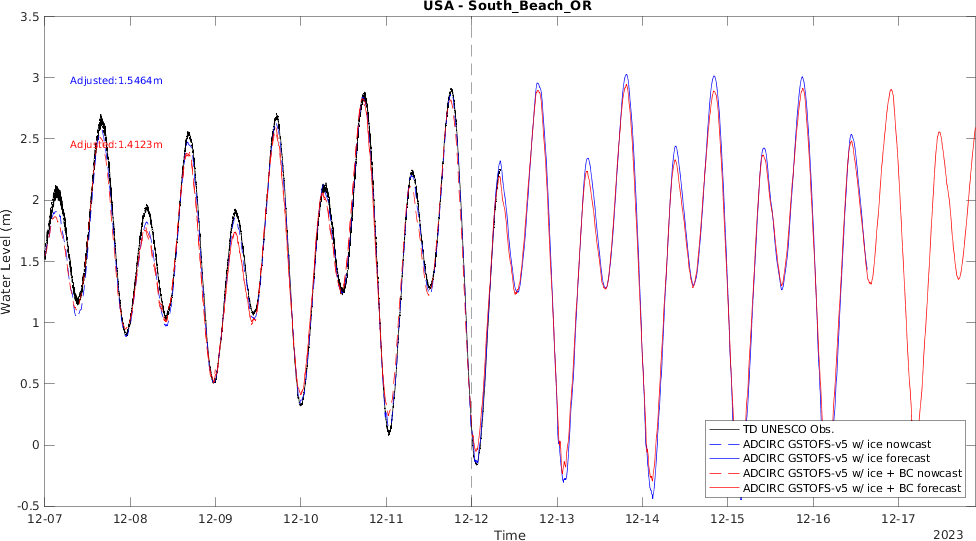 USA - South_Beach_OR
3.5
3
2.5
2
1.5
1
0.5
0
-0.5
Water Level (m)
Adjusted:1.5464m
Adjusted:1.4123m
TD UNESCO Obs.
ADCIRC GSTOFS-v5 w/ ice nowcast
ADCIRC GSTOFS-v5 w/ ice forecast
ADCIRC GSTOFS-v5 w/ ice + BC nowcast
ADCIRC GSTOFS-v5 w/ ice + BC forecast
12-07 12-08 12-09 12-10 12-11 12-12 12-13 12-14 12-15 12-16 12-17
Time
2023